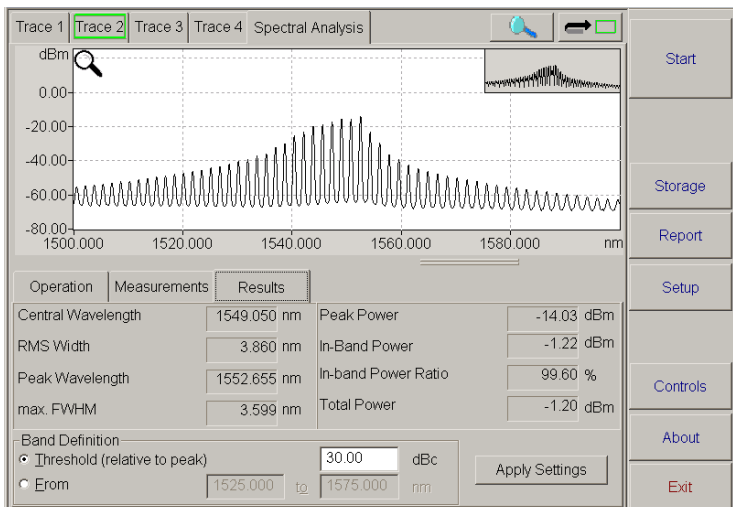 Trace 1 Trace 2 Trace 3 Trace 4 Spectral Analysis
Start
Storage
Report
Setup
Controls
About
Exit
dBm
0.00
-20.00
-40.00
-60.00
-80.00
1500.000 1520.000 1540.000 1560.000 1580.000 nm
Operation Measurements Results
Central Wavelength 1549.050 nm Peak Power -14.03 dBm
RMS Width 3.860 nm In-Band Power -1.22 dBm
Peak Wavelength 1552.655 nm In-band Power Ratio 99.60 %
max. FWHM 3.599 nm Total Power -1.20 dBm
Band Definition
Threshold (relative to peak) 30.00 dBc
From 1525.000 to 1575.000 nm
Apply Settings